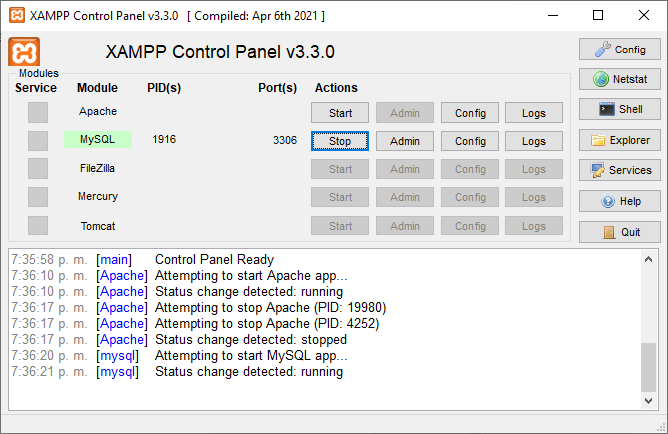 XAMPP Control Panel v3.3.0 [ Compiled: Apr 6th 2021 ]
XAMPP Control Panel v3.3.0
Config
Modules
Service Module PID(s) Port(s) Actions
Netstat
Apache Start Admin Config Logs
Shell
MySQL 1916 3306 Stop Admin Config Logs
Explorer
FileZilla Start Admin Config Logs
Services
Mercury Start Admin Config Logs
Help
Tomcat Start Admin Config Logs
Quit
7:35:58 p. m. [main] Control Panel Ready
7:36:10 p. m. [Apache] Attempting to start Apache app...
7:36:10 p. m. [Apache] Status change detected: running
7:36:17 p. m. [Apache] Attempting to stop Apache (PID: 19980)
7:36:17 p. m. [Apache] Attempting to stop Apache (PID: 4252)
7:36:17 p. m. [Apache] Status change detected: stopped
7:36:20 p. m. [mysql] Attempting to start MySQL app...
7:36:21 p. m. [mysql] Status change detected: running